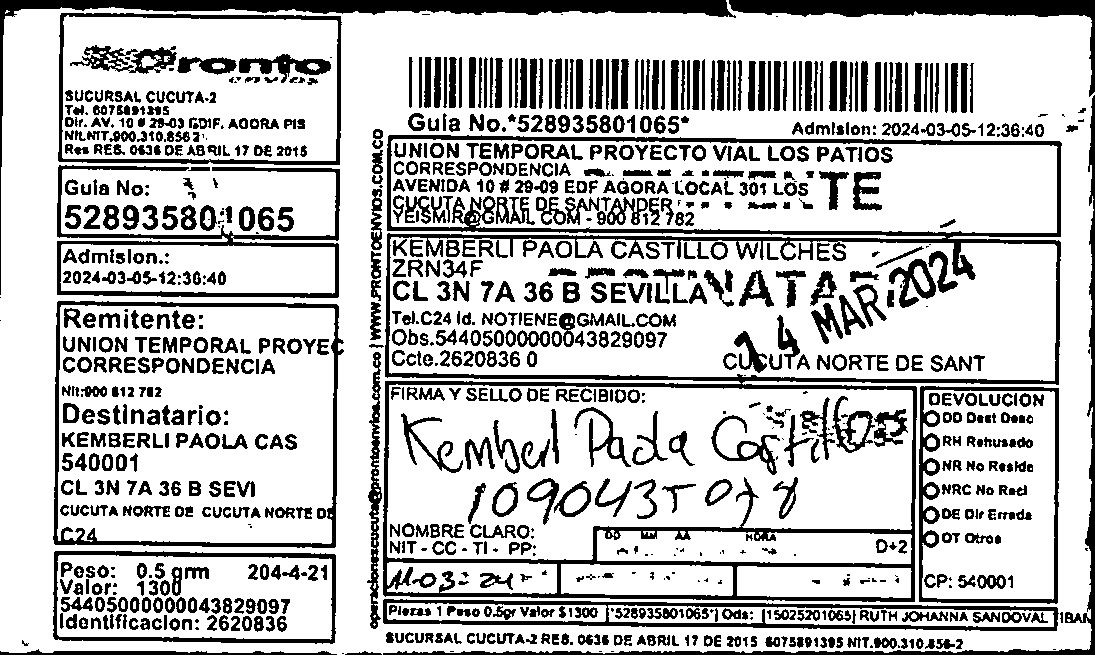 Pronto
envios
SUCURSAL CUCUTA-2
Tel. 6075891395
Dir. AV. 10 # 29-03 EDIF. AGORA PIS
NIt.NIT.900.310.856 2
Res RES. 0636 DE ABRIL 17 DE 2015
Guia No:
528935801065
Admision.:
2024-03-05-12:36:40
Remitente:
UNION TEMPORAL PROYEC
CORRESPONDENCIA
Nit:900 812 782
Destinatario:
KEMBERLI PAOLA CAS
540001
CL 3N 7A 36 B SEVI
CUCUTA NORTE DE CUCUTA NORTE DE
C24
Peso: 0.5 grm 204-4-21
Valor: 1300
54405000000043829097
Identificacion: 2620836
operacionescucuta@prontoenvios.com.co | WWW.PRONTOENVIOS.COM.CO
Guia No.*528935801065* Admision: 2024-03-05-12:36:40
UNION TEMPORAL PROYECTO VIAL LOS PATIOS
CORRESPONDENCIA
AVENIDA 10 # 29-09 EDF AGORA LOCAL 301 LOS
CUCUTA NORTE DE SANTANDER
YEISMIR@GMAIL COM - 900 812 782
TE
KEMBERLI PAOLA CASTILLO WILCHES
ZRN34F
CL 3N 7A 36 B SEVILLA
Tel.C24 Id. NOTIENE@GMAIL.COM
Obs.54405000000043829097
Ccte.2620836 0
14 MAR 2024
CUCUTA NORTE DE SANT
FIRMA Y SELLO DE RECIBIDO:
Kemberl Paola Castillo
1090435078
NOMBRE CLARO:
NIT - CC - TI - PP:
DD MM AA HORA
D+2
11-03-24
DEVOLUCION
DD Dest Desc
RH Rehusado
NR No Reside
NRC No Recl
DE Dir Errada
OT Otros
CP: 540001
Piezas 1 Peso 0.5gr Valor $1300 [*528935801065*] Ods: [15025201065] RUTH JOHANNA SANDOVAL TIBAN
SUCURSAL CUCUTA-2 RES. 0636 DE ABRIL 17 DE 2015 6075891395 NIT.900.310.856-2